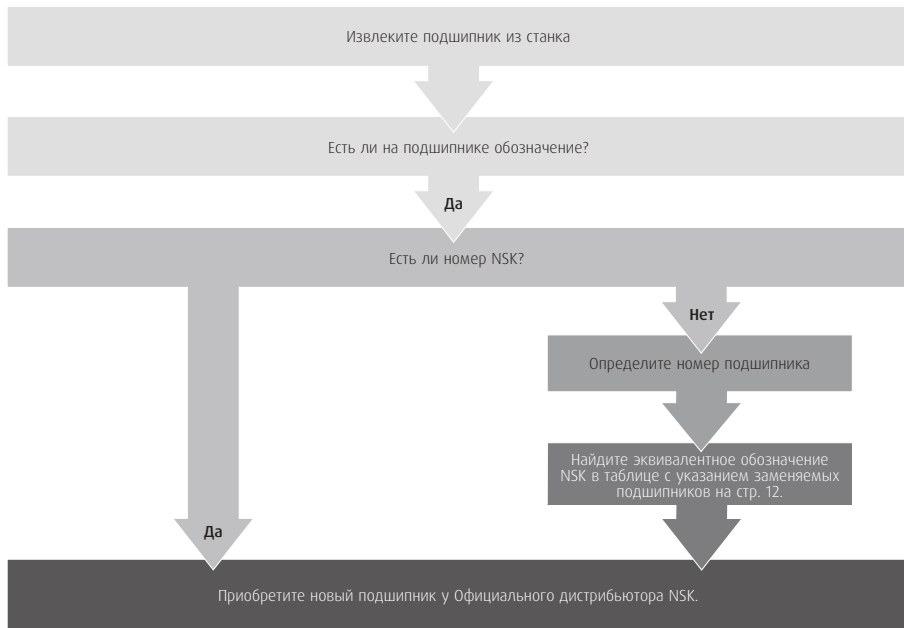 Извлеките подшипник из станка
Есть ли на подшипнике обозначение?
Да
Есть ли номер NSK?
Нет
Определите номер подшипника
Найдите эквивалентное обозначение
NSK в таблице с указанием заменяемых
подшипников на стр. 12.
Да
Приобретите новый подшипник у Официального дистрибьютора NSK.